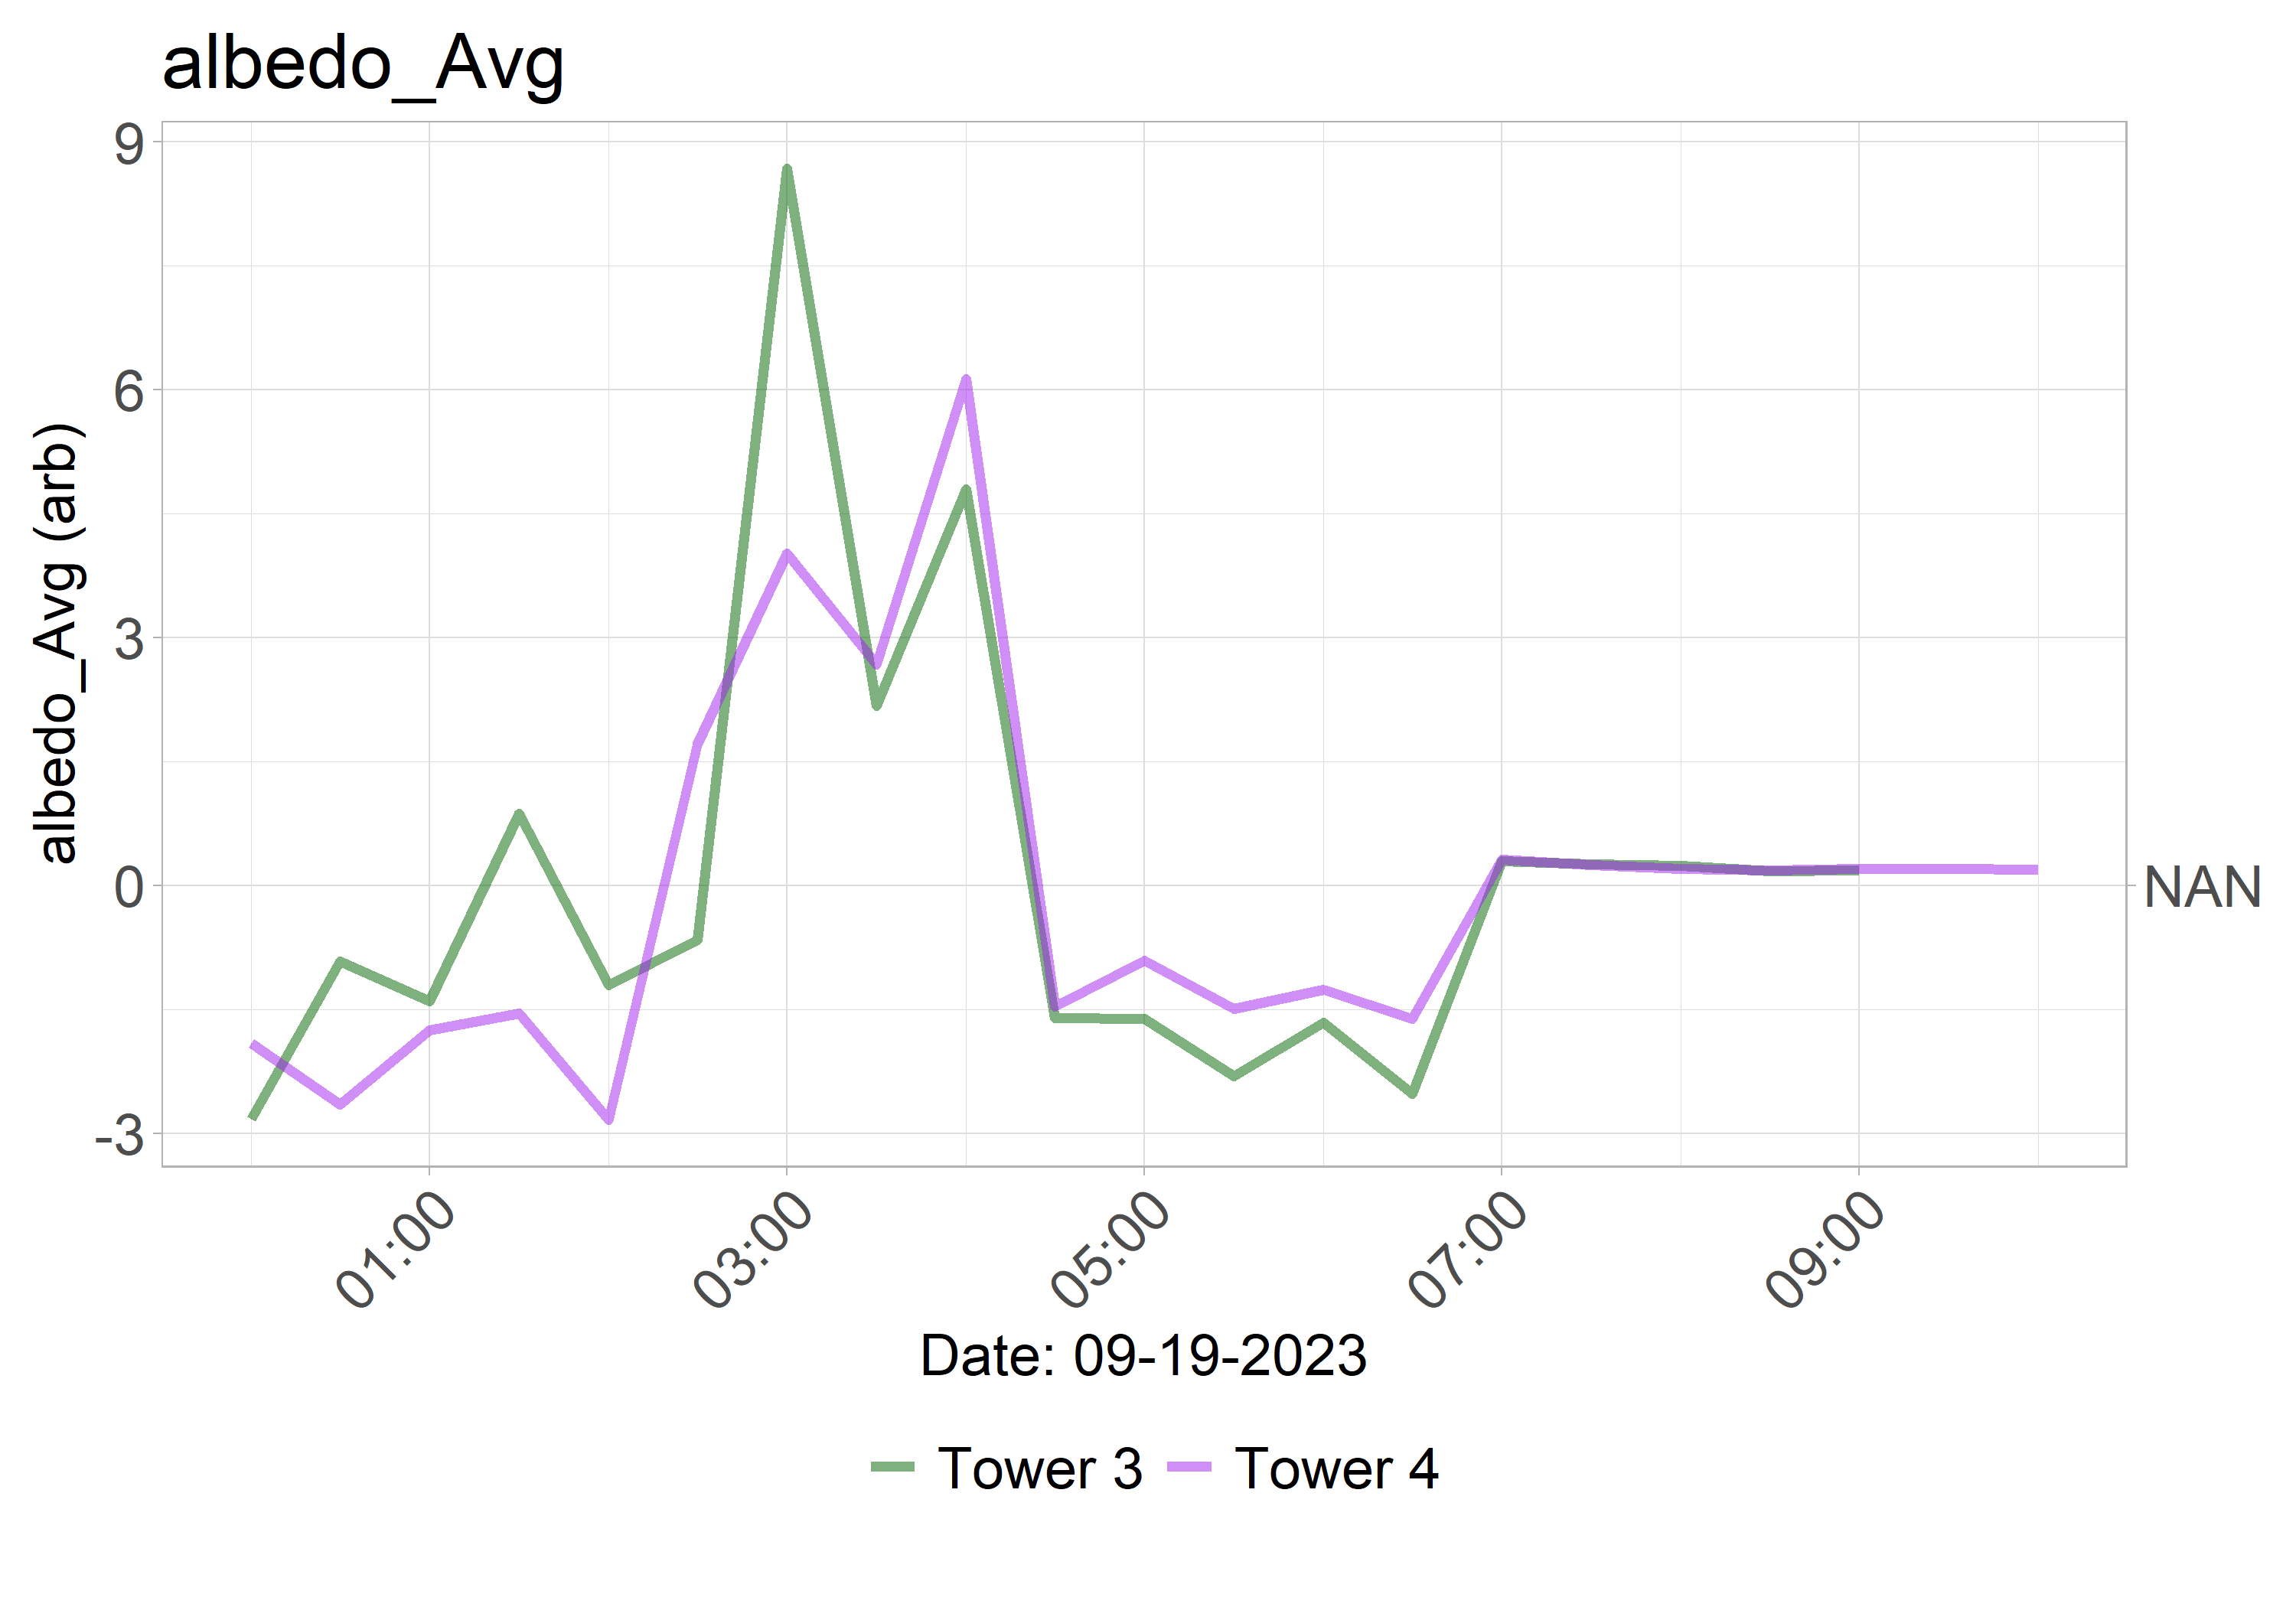 albedo_Avg
albedo_Avg (arb)
9
6
3
0
-3
NAN
01:00
03:00
05:00
07:00
09:00
Date: 09-19-2023
Tower 3
Tower 4